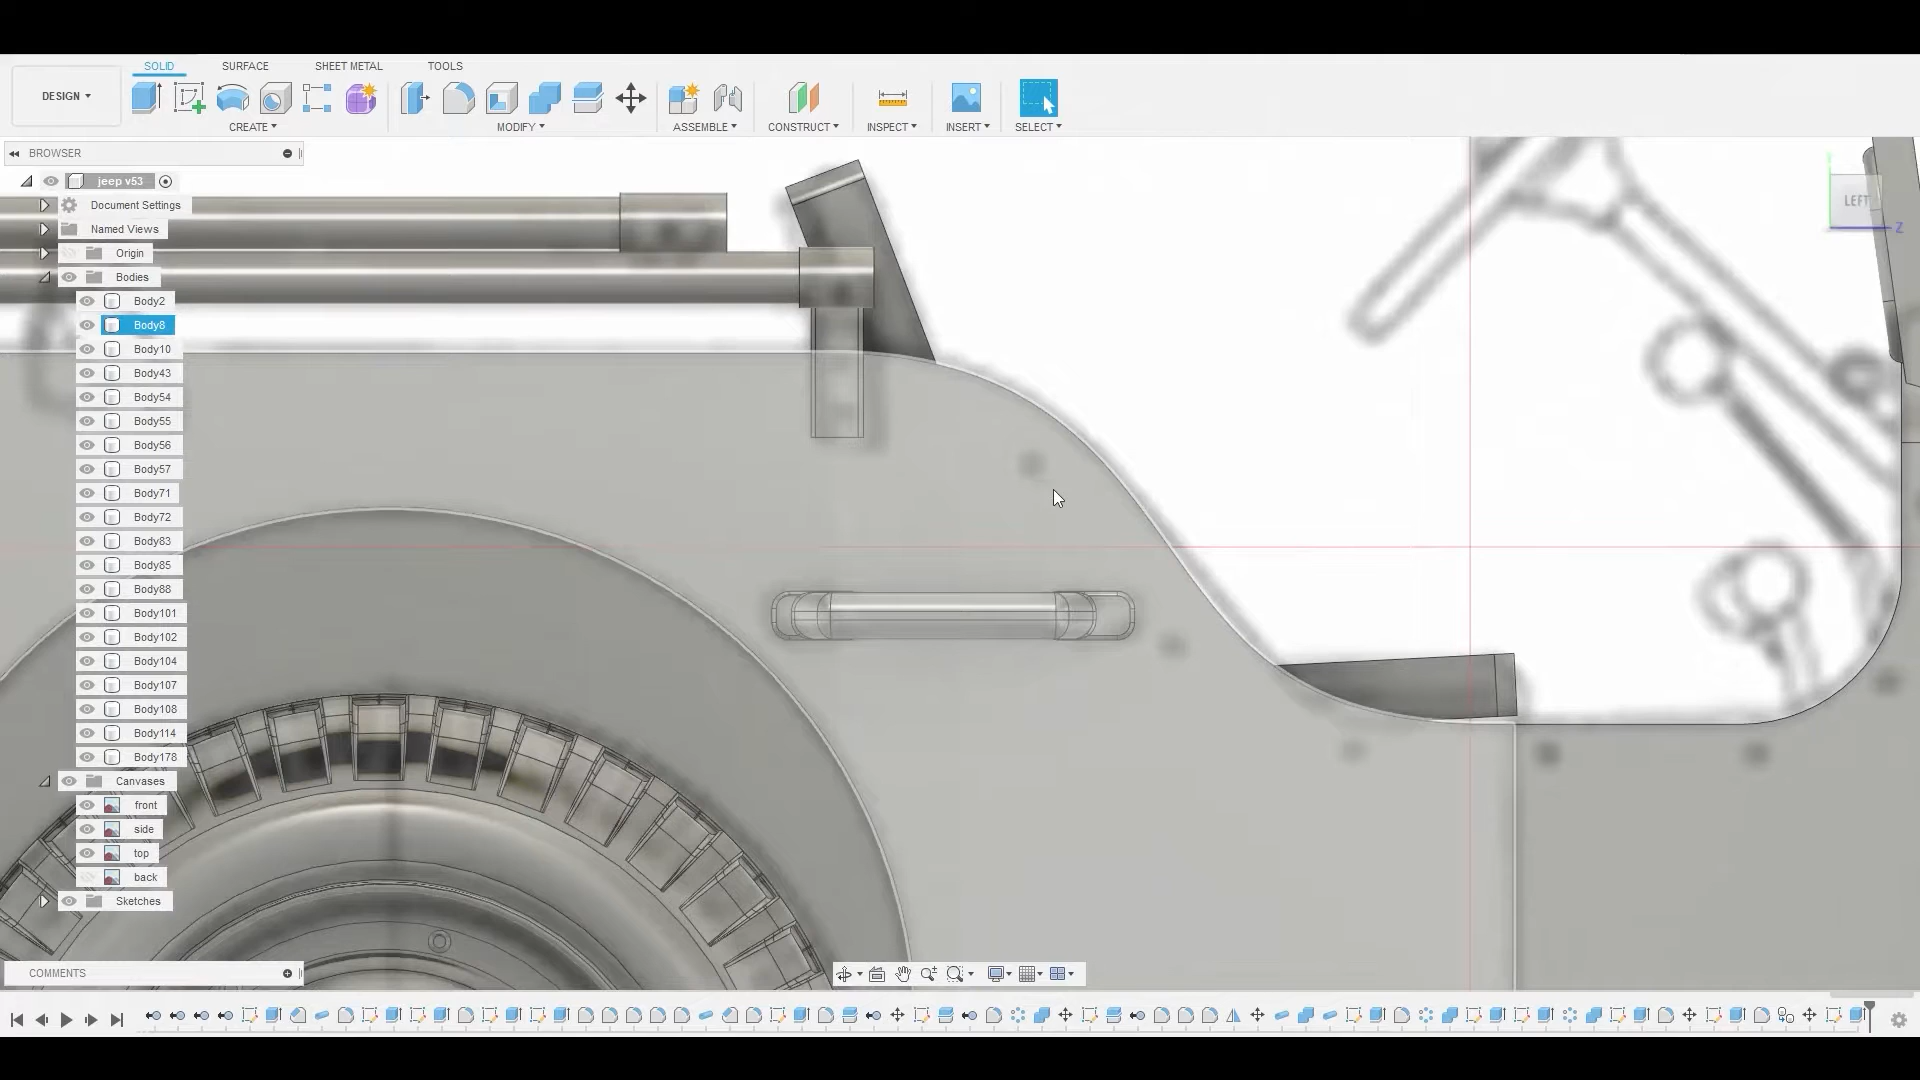 SOLID SURFACE SHEET METAL TOOLS
DESIGN
CREATE MODIFY ASSEMBLE CONSTRUCT INSPECT INSERT SELECT
BROWSER
jeep v53
Document Settings
Named Views
Origin
Bodies
Body2
Body8
Body10
Body43
Body54
Body55
Body56
Body57
Body71
Body72
Body83
Body85
Body88
Body101
Body102
Body104
Body107
Body108
Body114
Body178
Canvases
front
side
top
back
Sketches
COMMENTS
LEFT
Z